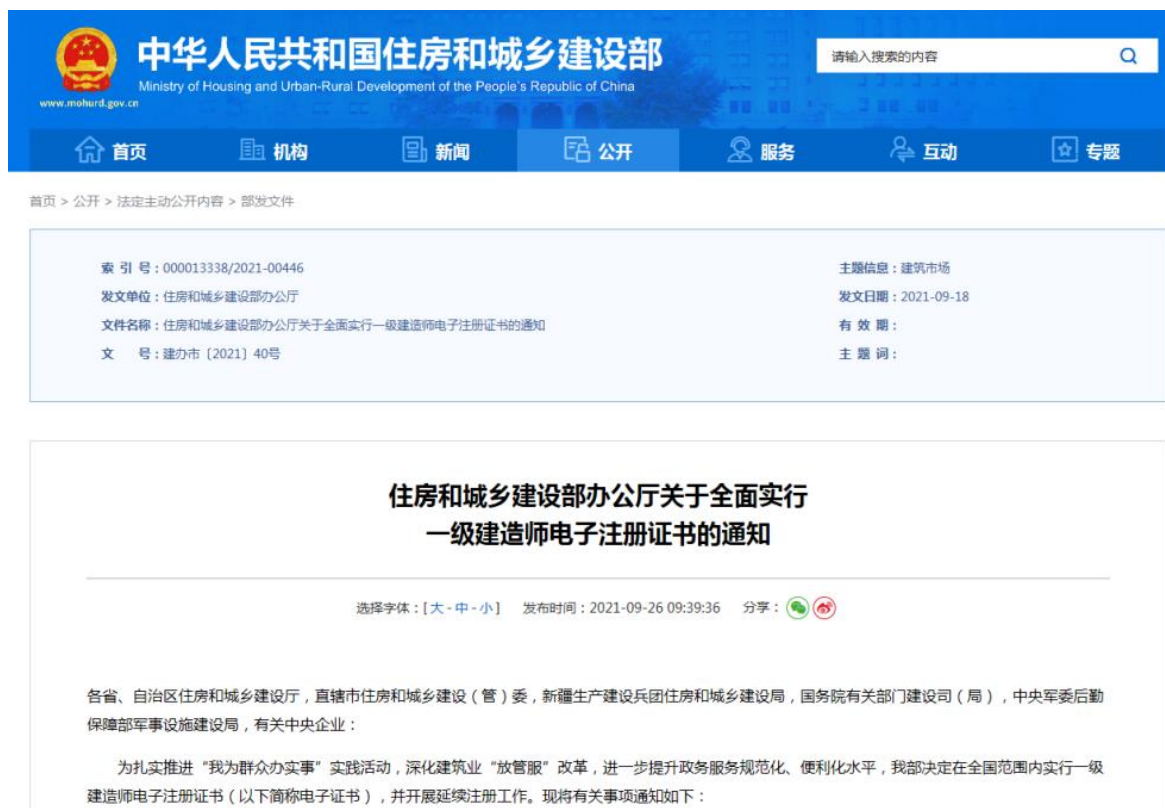 中华人民共和国住房和城乡建设部
Ministry of Housing and Urban-Rural Development of the People's Republic of China
www.mohurd.gov.cn
请输入搜索的内容
首页 机构 新闻 公开 服务 互动 专题
首页 > 公开 > 法定主动公开内容 > 部发文件
索 引 号：000013338/2021-00446 主题信息：建筑市场
发文单位：住房和城乡建设部办公厅 发文日期：2021-09-18
文件名称：住房和城乡建设部办公厅关于全面实行一级建造师电子注册证书的通知 有 效 期：
文 号：建办市〔2021〕40号 主 题 词：
住房和城乡建设部办公厅关于全面实行
一级建造师电子注册证书的通知
选择字体：[ 大 - 中 - 小 ] 发布时间：2021-09-26 09:39:36 分享：
各省、自治区住房和城乡建设厅，直辖市住房和城乡建设（管）委，新疆生产建设兵团住房和城乡建设局，国务院有关部门建设司（局），中央军委后勤
保障部军事设施建设局，有关中央企业：
为扎实推进“我为群众办实事”实践活动，深化建筑业“放管服”改革，进一步提升政务服务规范化、便利化水平，我部决定在全国范围内实行一级
建造师电子注册证书（以下简称电子证书），并开展延续注册工作。现将有关事项通知如下：